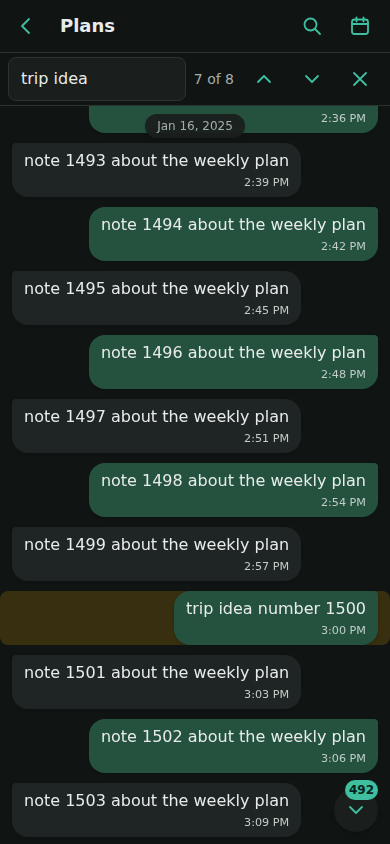 Plans
trip idea
7 of 8
2:36 PM
Jan 16, 2025
note 1493 about the weekly plan
2:39 PM
note 1494 about the weekly plan
2:42 PM
note 1495 about the weekly plan
2:45 PM
note 1496 about the weekly plan
2:48 PM
note 1497 about the weekly plan
2:51 PM
note 1498 about the weekly plan
2:54 PM
note 1499 about the weekly plan
2:57 PM
trip idea number 1500
3:00 PM
note 1501 about the weekly plan
3:03 PM
note 1502 about the weekly plan
3:06 PM
note 1503 about the weekly plan
3:09 PM
492